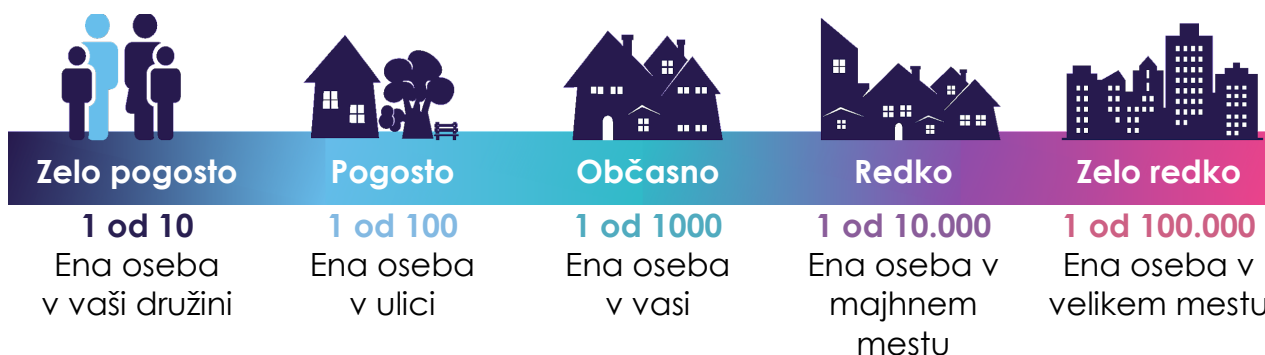 Zelo pogosto
1 od 10
Ena oseba
v vaši družini
Pogosto
1 od 100
Ena oseba
v ulici
Občasno
1 od 1000
Ena oseba
v vasi
Redko
1 od 10.000
Ena oseba v
majhnem
mestu
Zelo redko
1 od 100.000
Ena oseba v
velikem mestu